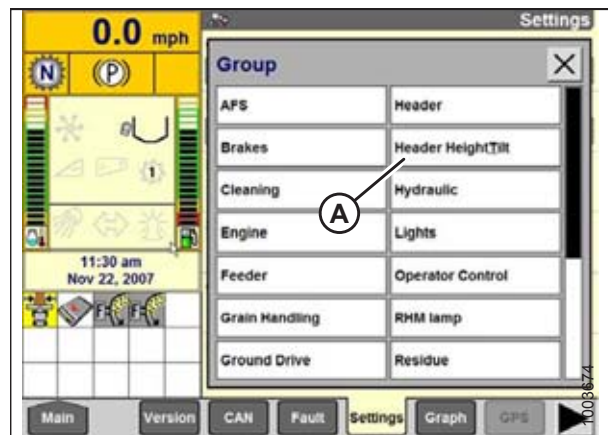 0.0 mph
Settings
N
(P)
1
11:30 am
Nov 22, 2007
F
F
Group
X
AFS
Header
Brakes
Header Height/Tilt
Cleaning
Hydraulic
A
Engine
Lights
Feeder
Operator Control
Grain Handling
RHM lamp
Ground Drive
Residue
1003674
Main
Version
CAN
Fault
Settings
Graph
GPS